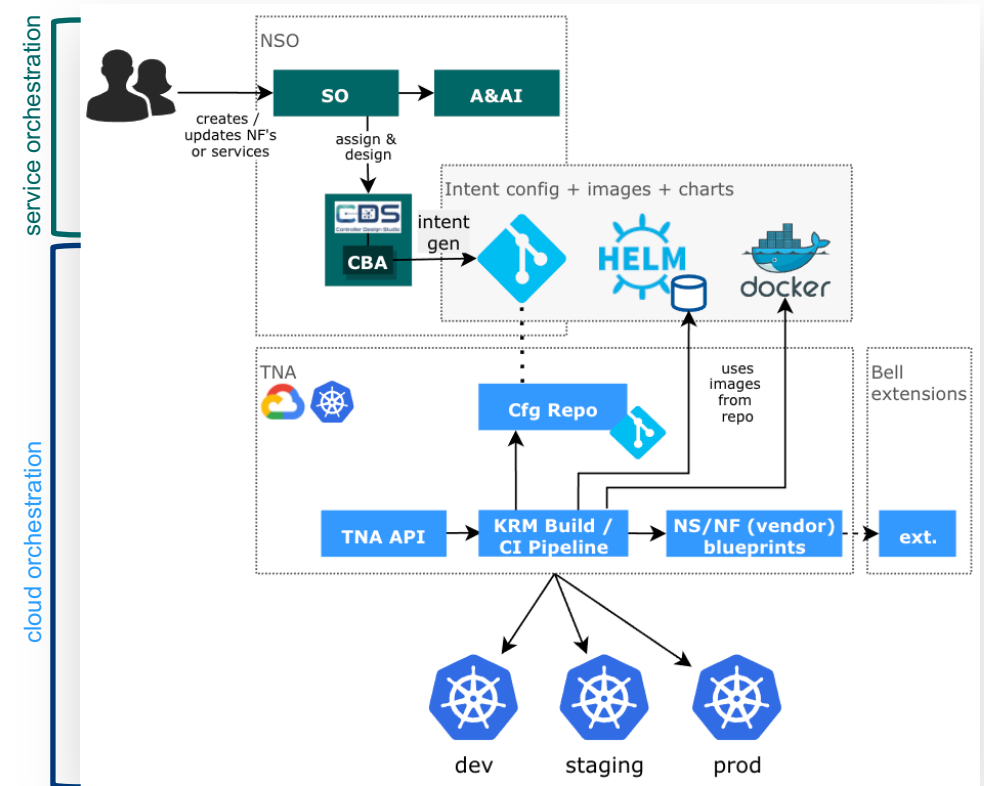 service orchestration
cloud orchestration
NSO
SO
A&AI
creates /
updates NF's
or services
assign &
design
CDS
Controller Design Studio
CBA
intent
gen
Intent config + images + charts
HELM
docker
TNA
Cfg Repo
uses
images
from
repo
Bell
extensions
TNA API
KRM Build /
CI Pipeline
NS/NF (vendor)
blueprints
ext.
dev
staging
prod